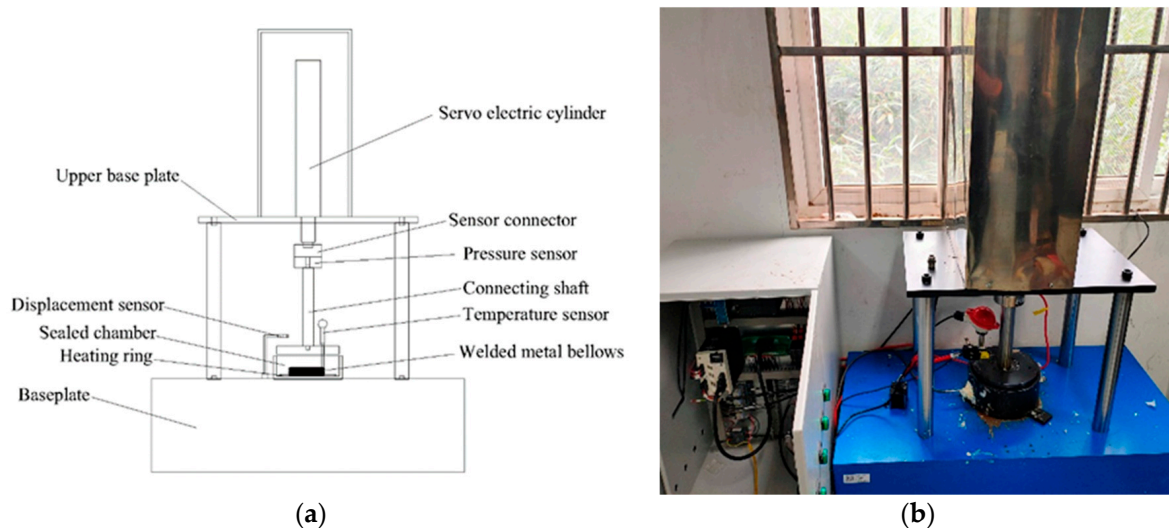 Servo electric cylinder
Upper base plate
Sensor connector
Pressure sensor
Displacement sensor
Connecting shaft
Sealed chamber
Temperature sensor
Heating ring
Welded metal bellows
Baseplate
(a)
(b)